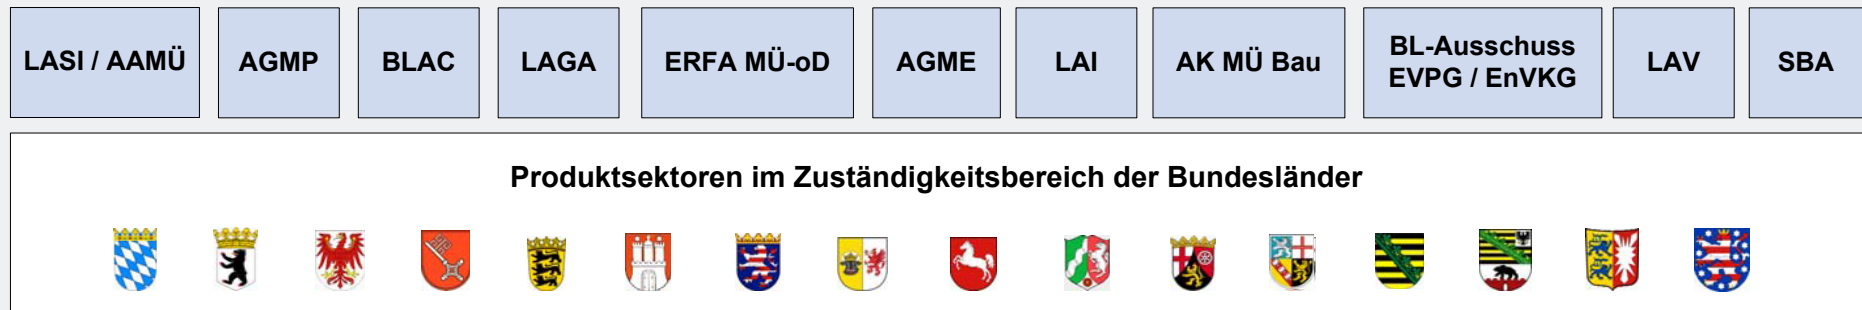 LASI / AAMÜ
AGMP
BLAC
LAGA
ERFA MÜ-oD
AGME
LAI
AK MÜ Bau
BL-Ausschuss
EVPG / EnVKG
LAV
SBA
Produktsektoren im Zuständigkeitsbereich der Bundesländer